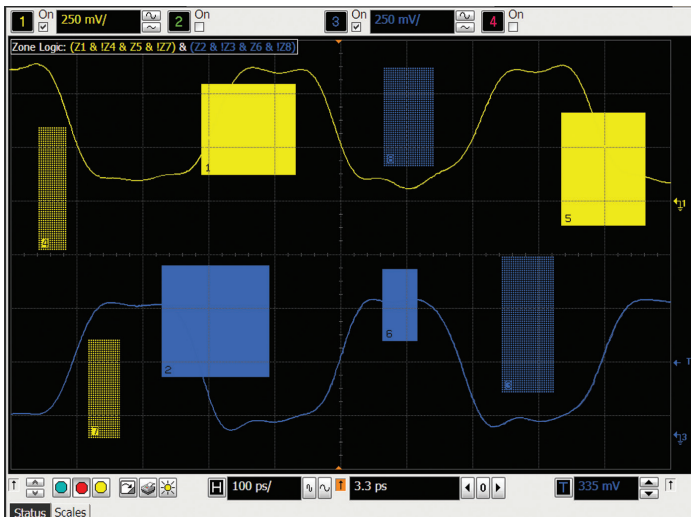 1 On 250 mV/ 2 On 3 On 250 mV/ 4 On
Zone Logic: (Z1 & !Z4 & Z5 & !Z7) & (Z2 & !Z3 & Z6 & !Z8)
1
5
4
1
6
2
7
T
3
H 100 ps/ 3.3 ps 0 T 335 mV
Status Scales